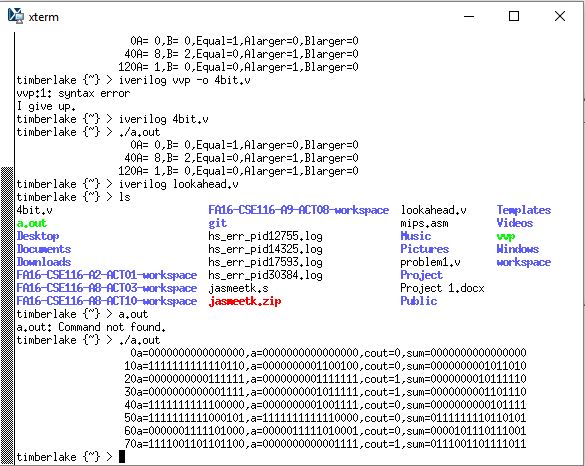 xterm
0A= 0,B= 0,Equal=1,Alarger=0,Blarger=0
40A= 8,B= 2,Equal=0,Alarger=1,Blarger=0
120A= 1,B= 0,Equal=0,Alarger=1,Blarger=0
timberlake {~} > iverilog vvp -o 4bit.v
vvp:1: syntax error
I give up.
timberlake {~} > iverilog 4bit.v
timberlake {~} > ./a.out
0A= 0,B= 0,Equal=1,Alarger=0,Blarger=0
40A= 8,B= 2,Equal=0,Alarger=1,Blarger=0
120A= 1,B= 0,Equal=0,Alarger=1,Blarger=0
timberlake {~} > iverilog lookahead.v
timberlake {~} > ls
4bit.v FA16-CSE116-A9-ACT08-workspace lookahead.v Templates
a.out git mips.asm Videos
Desktop hs_err_pid12755.log Music vvp
Documents hs_err_pid14325.log Pictures Windows
Downloads hs_err_pid17593.log problem1.v workspace
FA16-CSE116-A2-ACT01-workspace hs_err_pid30384.log Project
FA16-CSE116-A8-ACT03-workspace jasmeetk.s Project 1.docx
FA16-CSE116-A8-ACT10-workspace jasmeetk.zip Public
timberlake {~} > a.out
a.out: Command not found.
timberlake {~} > ./a.out
0a=0000000000000000,a=0000000000000000,cout=0,sum=0000000000000000
10a=1111111111110110,a=0000000001100100,cout=0,sum=0000000001011010
20a=0000000000111111,a=0000000001111111,cout=1,sum=0000000010111110
30a=0000000000001111,a=0000000001011111,cout=1,sum=0000000001101110
40a=1111111111100000,a=0000000001001111,cout=0,sum=0000000000101111
50a=1111111111000101,a=1111111111110000,cout=0,sum=1111111110110101
60a=0000001111101000,a=0000011111010001,cout=0,sum=0000101110111001
70a=1111001101101100,a=0000000000001111,cout=1,sum=0111001101111011
timberlake {~} >